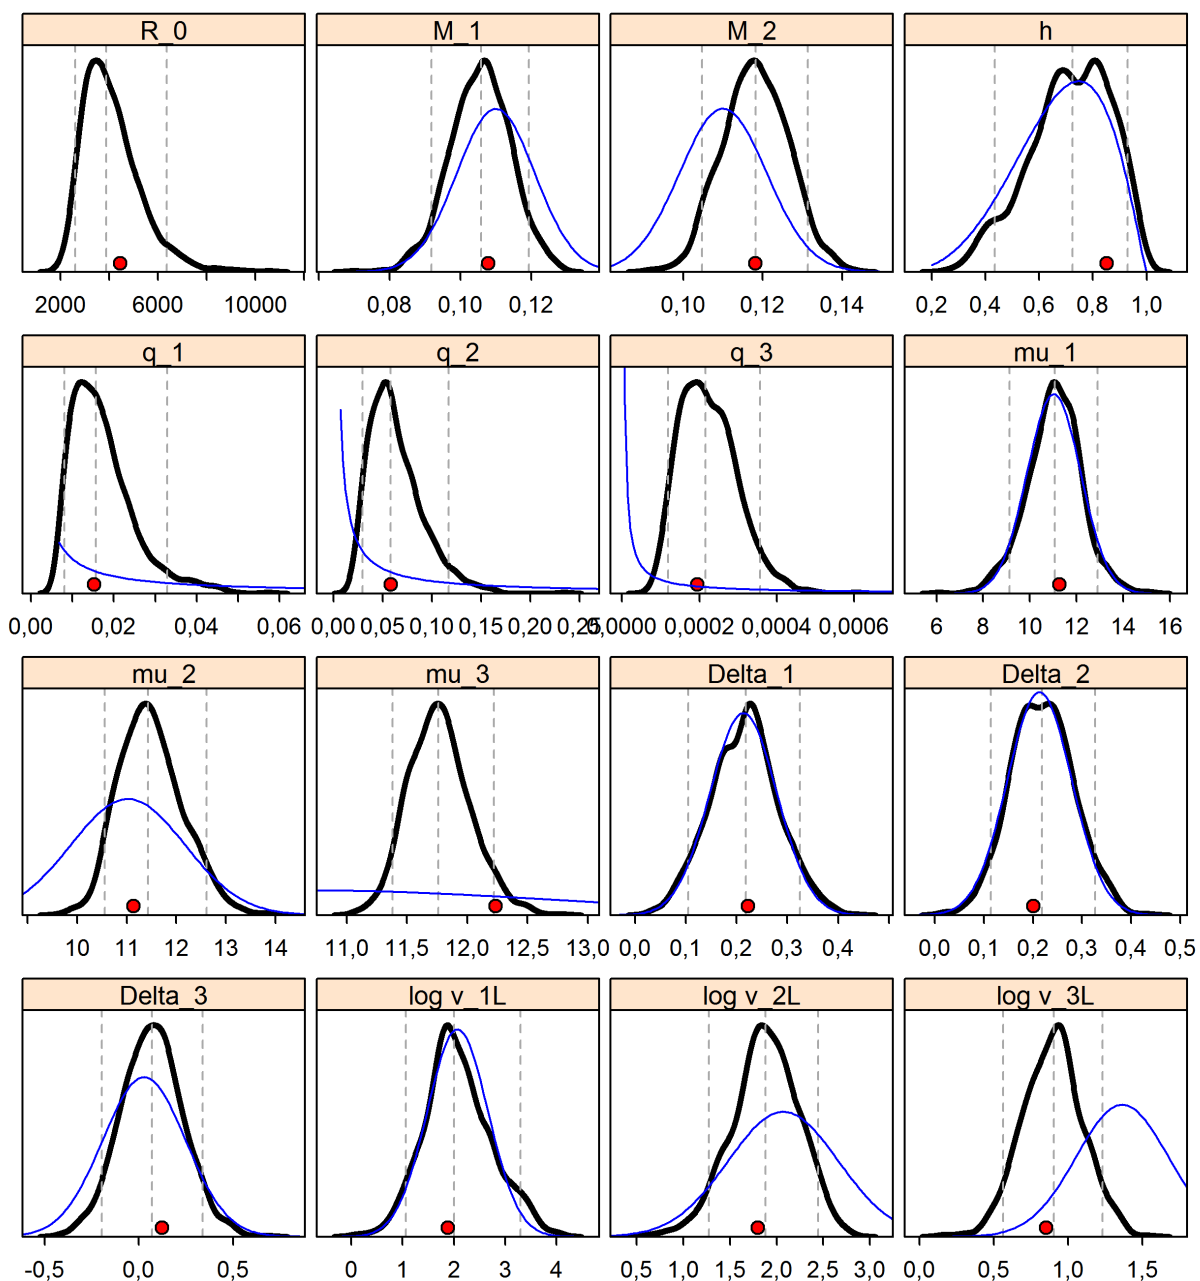 R_0 M_1 M_2 h
2000 6000 10000 0,08 0,10 0,12 0,10 0,12 0,14 0,2 0,4 0,6 0,8 1,0
q_1 q_2 q_3 mu_1
0,00 0,02 0,04 0,06 0,00 0,05 0,10 0,15 0,20 0,25 0,0000 0,0002 0,0004 0,0006 6 8 10 12 14 16
mu_2 mu_3 Delta_1 Delta_2
10 11 12 13 14 11,0 11,5 12,0 12,5 13,0 0,0 0,1 0,2 0,3 0,4 0,0 0,1 0,2 0,3 0,4 0,5
Delta_3 log v_1L log v_2L log v_3L
-0,5 0,0 0,5 0 1 2 3 4 0,5 1,0 1,5 2,0 2,5 3,0 0,0 0,5 1,0 1,5